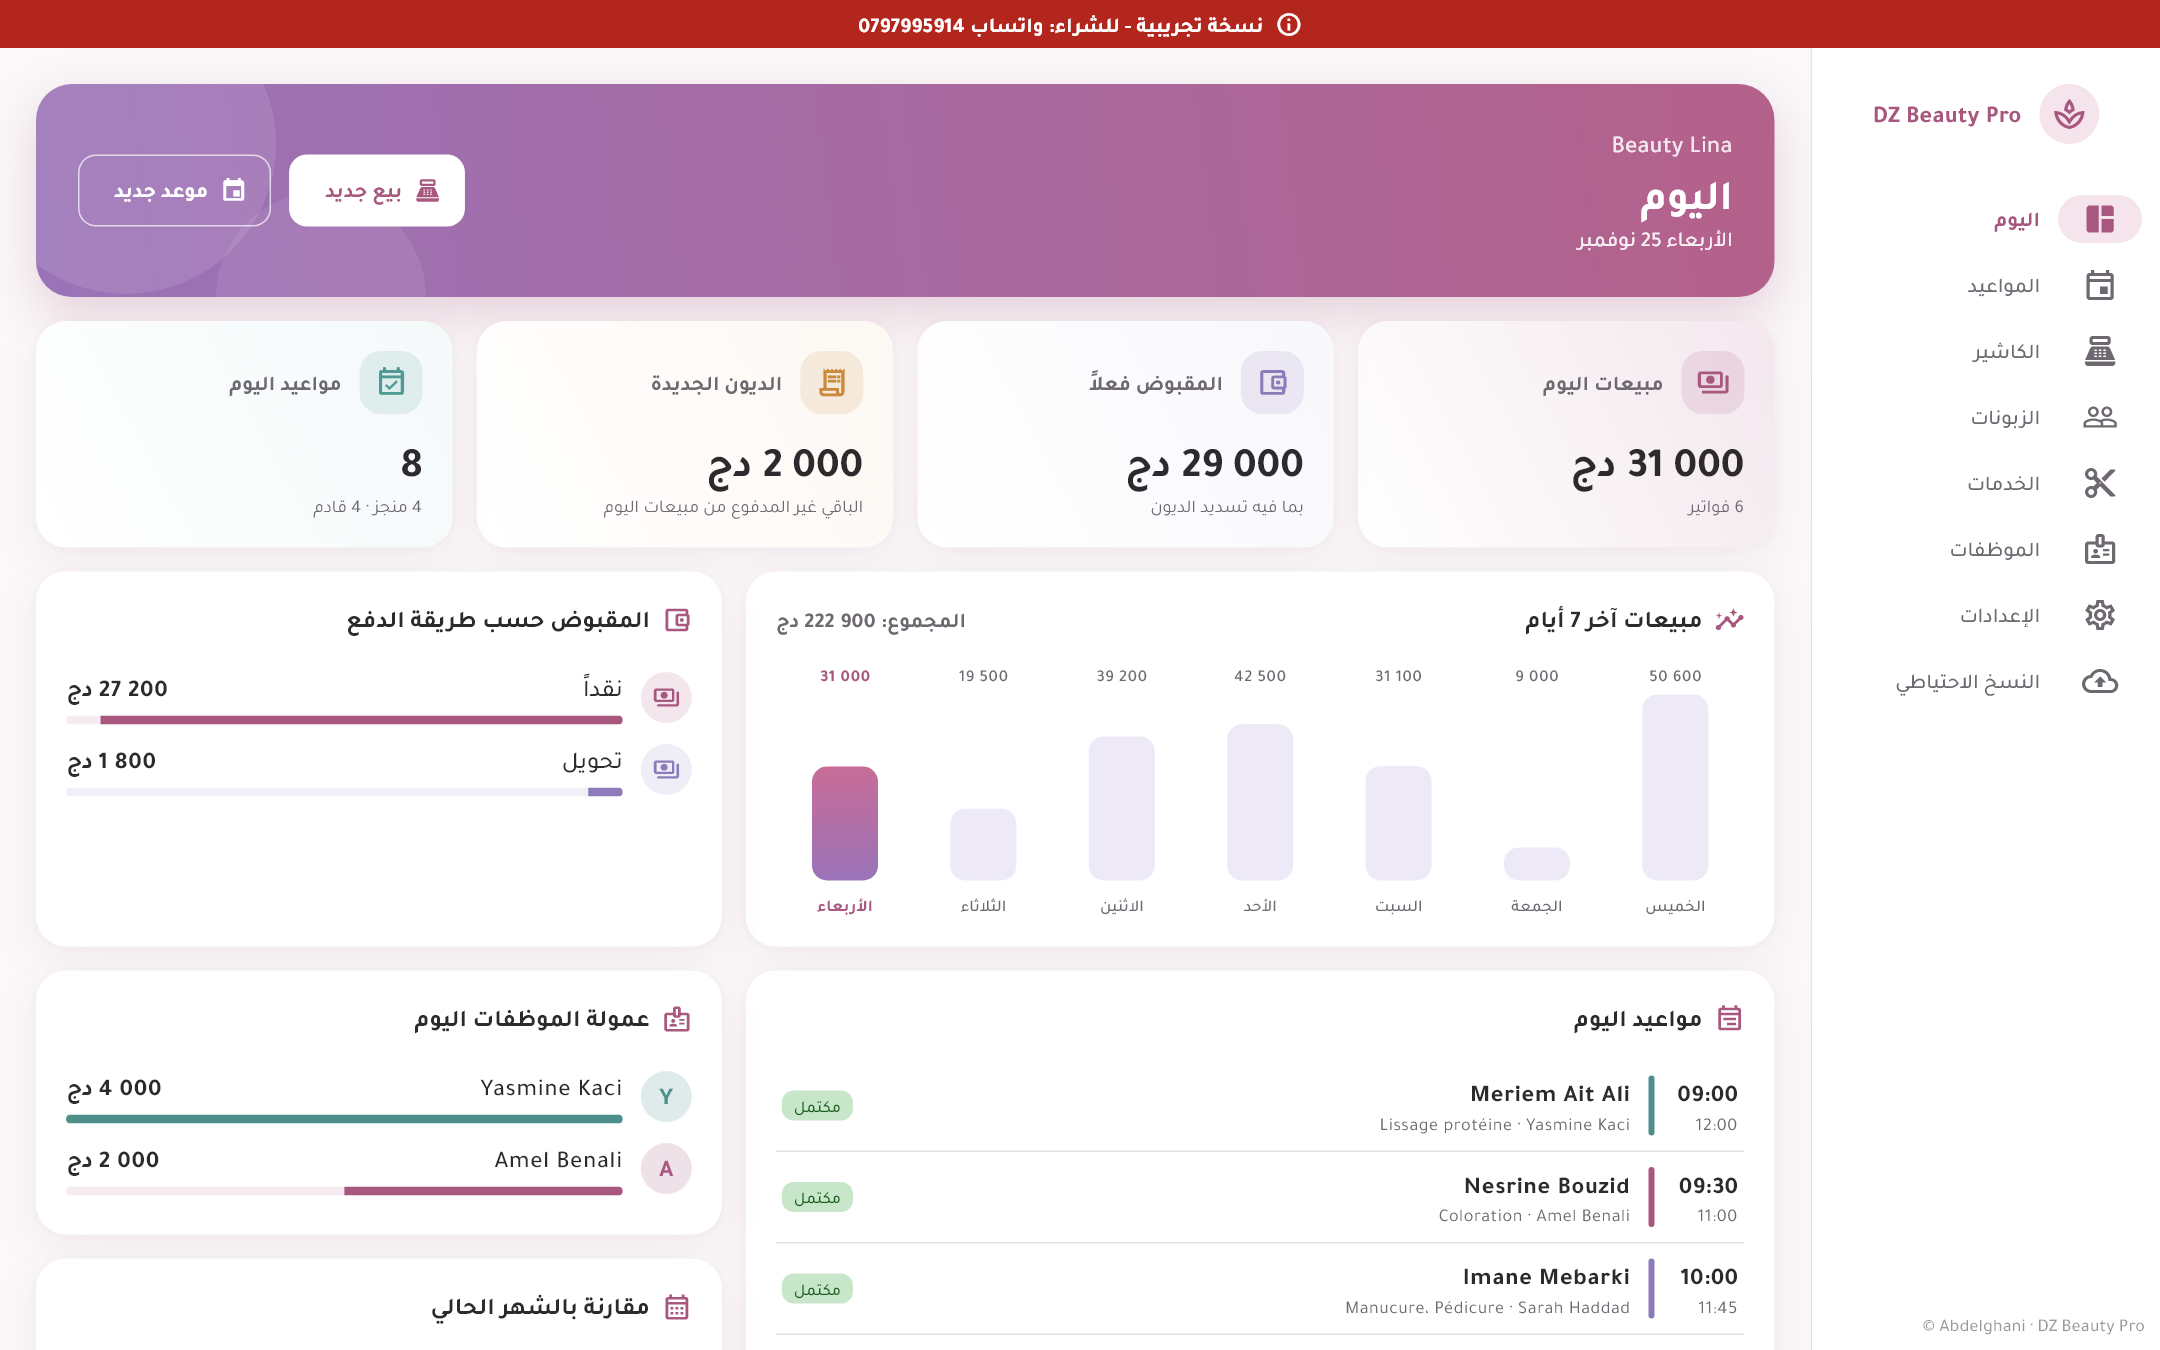 نسخة تجريبية - للشراء: واتساب 0797995914
DZ Beauty Pro
اليوم
المواعيد
الكاشير
الزبونات
الخدمات
الموظفات
الإعدادات
النسخ الاحتياطي
© Abdelghani · DZ Beauty Pro
Beauty Lina
اليوم
الأربعاء 25 نوفمبر
بيع جديد
موعد جديد
مبيعات اليوم
31 000 دج
6 فواتير
المقبوض فعلاً
29 000 دج
بما فيه تسديد الديون
الديون الجديدة
2 000 دج
الباقي غير المدفوع من مبيعات اليوم
مواعيد اليوم
8
4 منجز · 4 قادم
مبيعات آخر 7 أيام
المجموع: 222 900 دج
50 600
9 000
31 100
42 500
39 200
19 500
31 000
الخميس
الجمعة
السبت
الأحد
الاثنين
الثلاثاء
الأربعاء
المقبوض حسب طريقة الدفع
نقداً
27 200 دج
تحويل
1 800 دج
مواعيد اليوم
09:00
12:00
Meriem Ait Ali
Lissage protéine · Yasmine Kaci
مكتمل
09:30
11:00
Nesrine Bouzid
Coloration · Amel Benali
مكتمل
10:00
11:45
Imane Mebarki
Manucure، Pédicure · Sarah Haddad
مكتمل
عمولة الموظفات اليوم
Y
Yasmine Kaci
4 000 دج
A
Amel Benali
2 000 دج
مقارنة بالشهر الحالي